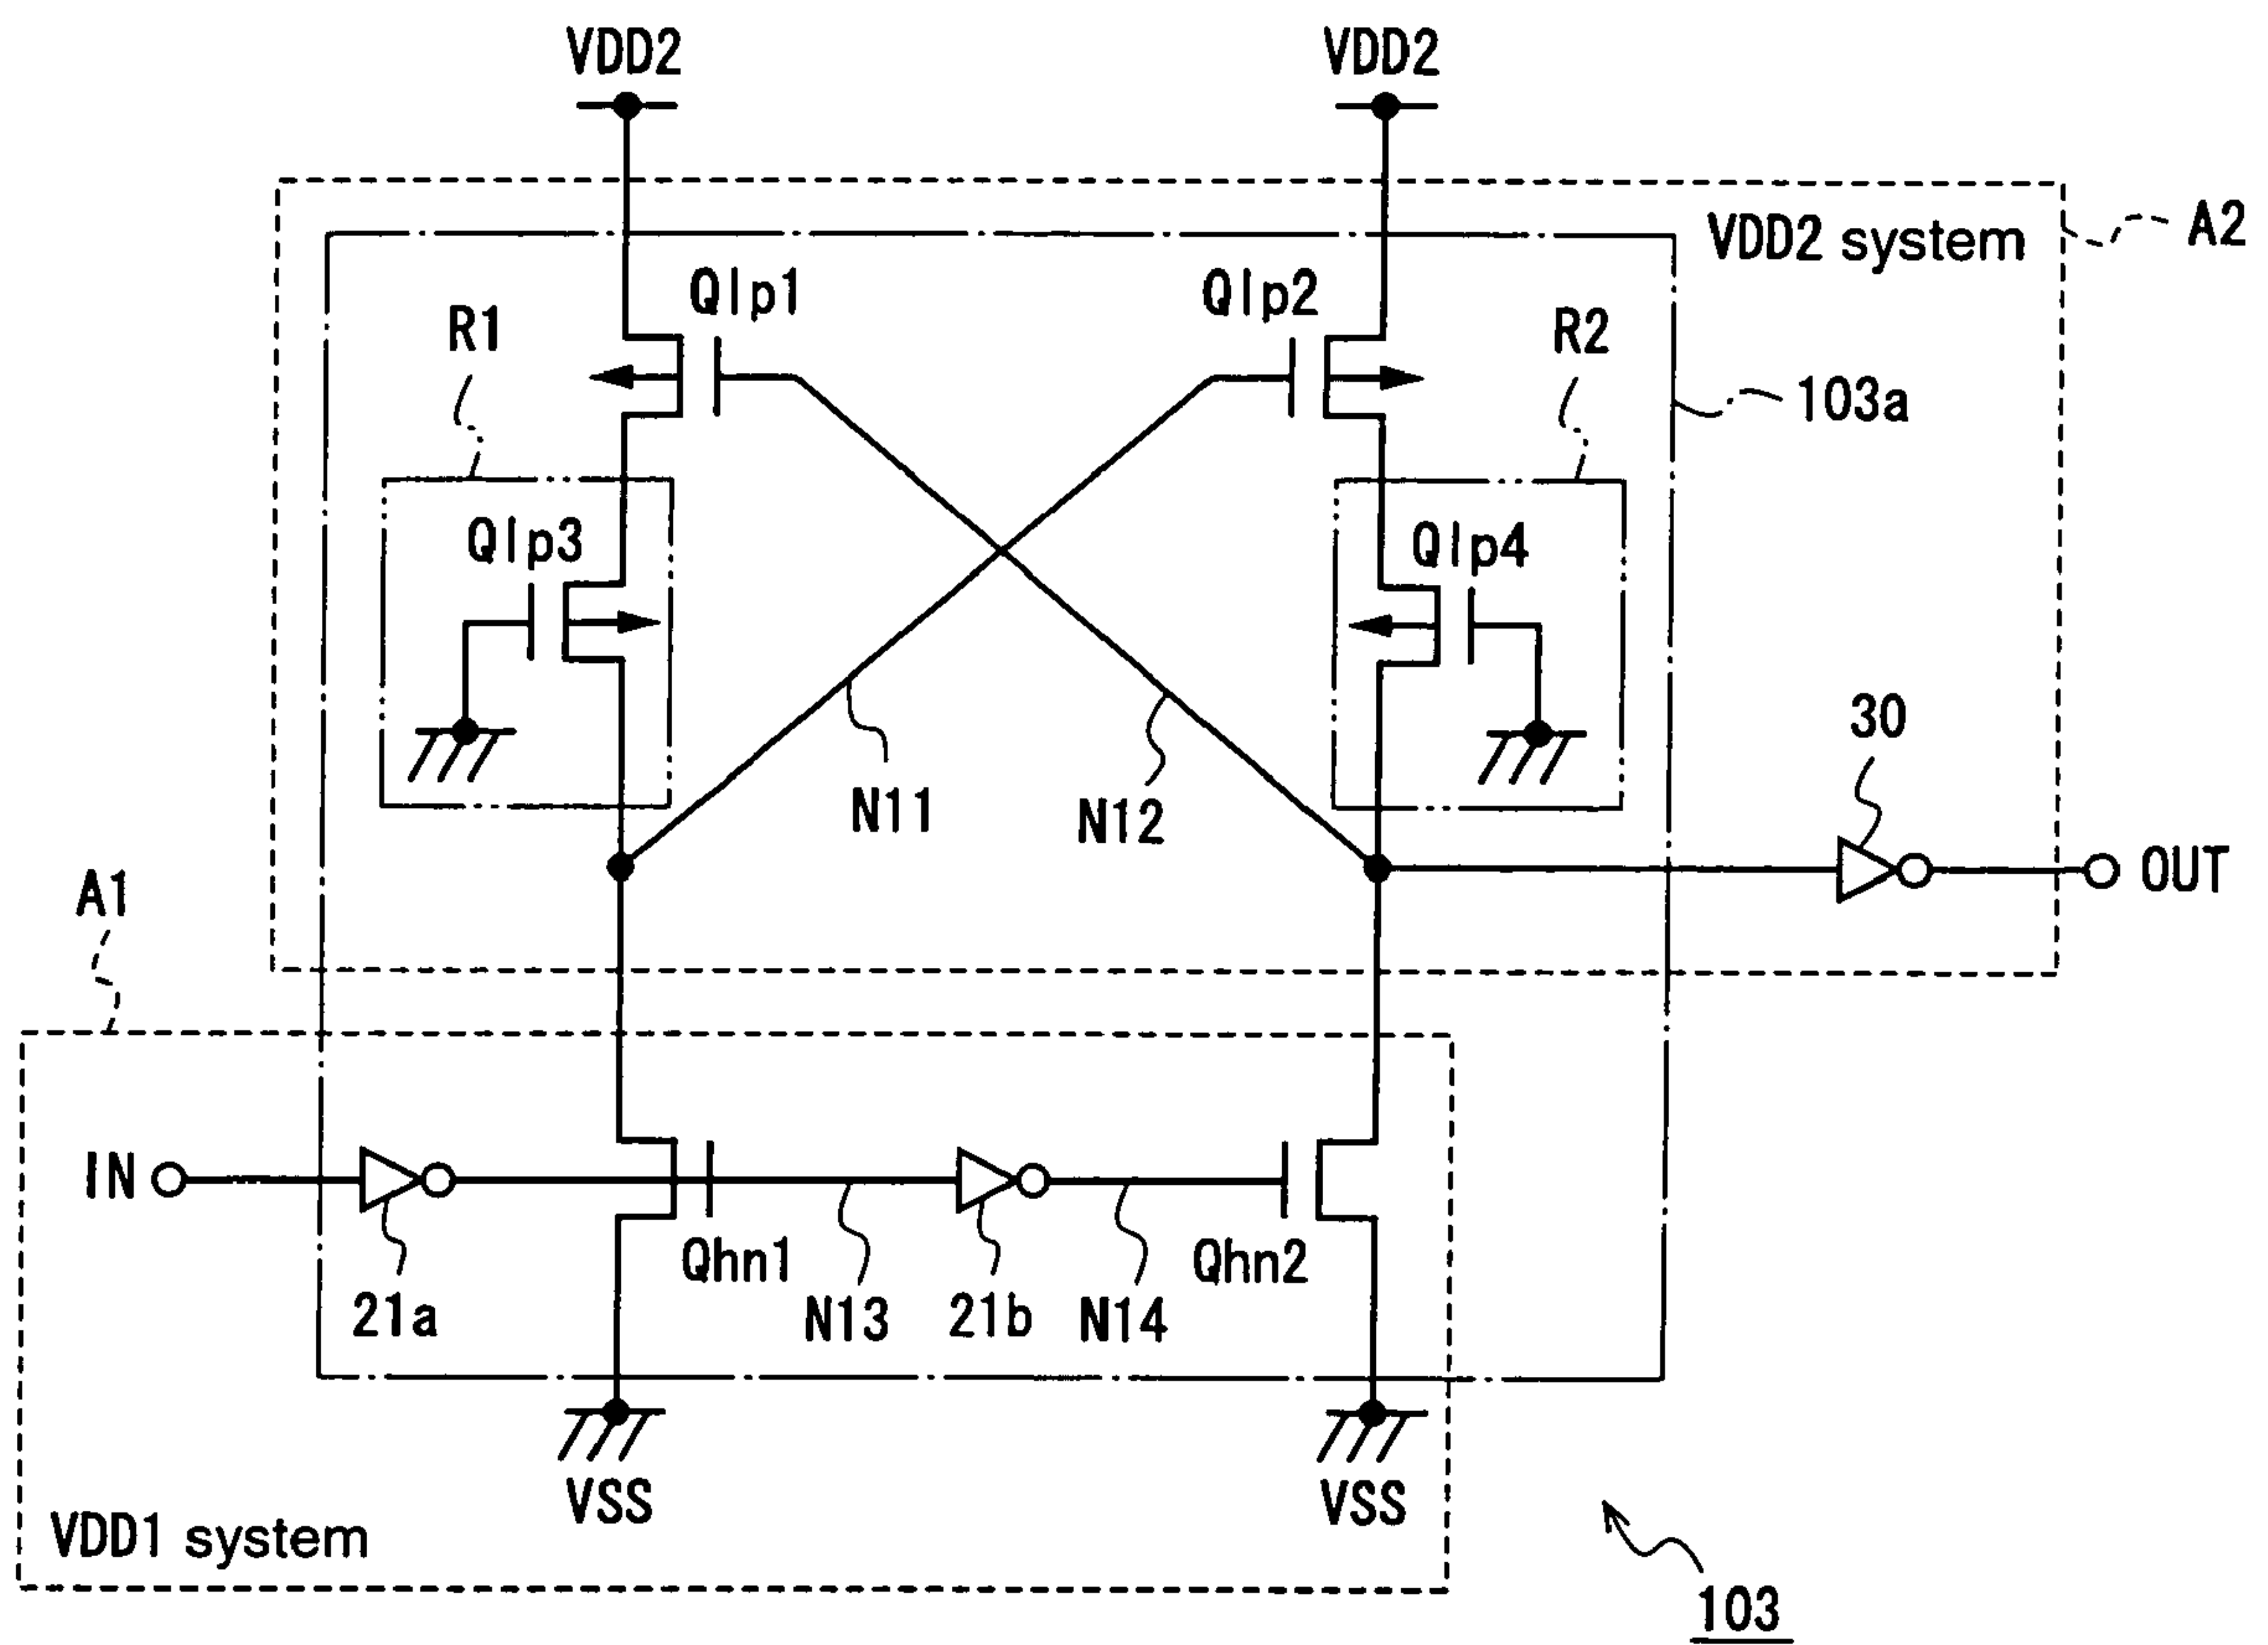 VDD2
VDD2
VDD2 system
A2
Qlp1
Qlp2
R1
R2
103a
Qlp3
Qlp4
30
N11
N12
OUT
A1
IN
Qhn1
Qhn2
21a
N13
21b
N14
VSS
VSS
VDD1 system
103